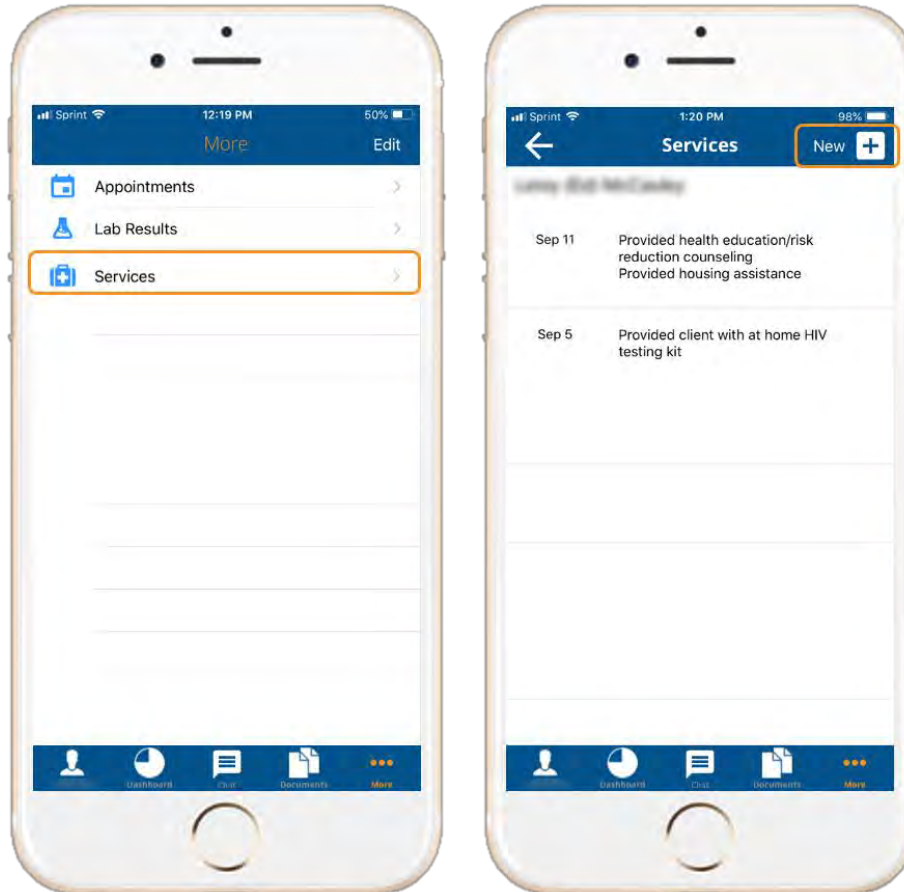 Sprint 12:19 PM 50%
More Edit
Appointments
Lab Results
Services
Dashboard Chat Documents More
Sprint 1:20 PM 98%
Services New
Sep 11 Provided health education/risk
reduction counseling
Provided housing assistance
Sep 5 Provided client with at home HIV
testing kit
Dashboard Chat Documents More